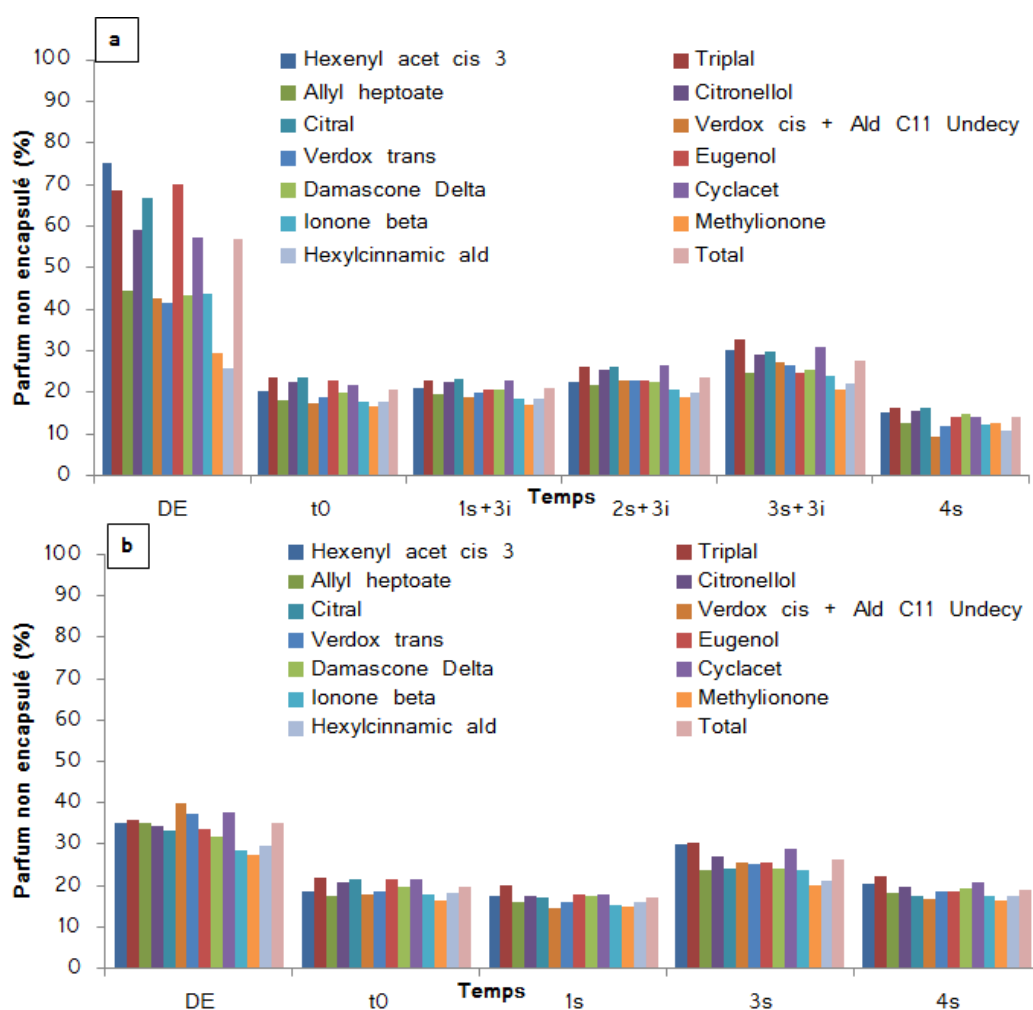 a
Parfum non encapsulé (%)
100
90
80
70
60
50
40
30
20
10
0
Hexenyl acet cis 3
Triplal
Allyl heptoate
Citronellol
Citral
Verdox cis + Ald C11 Undecy
Verdox trans
Eugenol
Damascone Delta
Cyclacet
Ionone beta
Methylionone
Hexylcinnamic ald
Total
DE
t0
1s+3i
2s+3i
3s+3i
4s
Temps
b
Parfum non encapsulé (%)
100
90
80
70
60
50
40
30
20
10
0
Hexenyl acet cis 3
Triplal
Allyl heptoate
Citronellol
Citral
Verdox cis + Ald C11 Undecy
Verdox trans
Eugenol
Damascone Delta
Cyclacet
Ionone beta
Methylionone
Hexylcinnamic ald
Total
DE
t0
1s
3s
4s
Temps